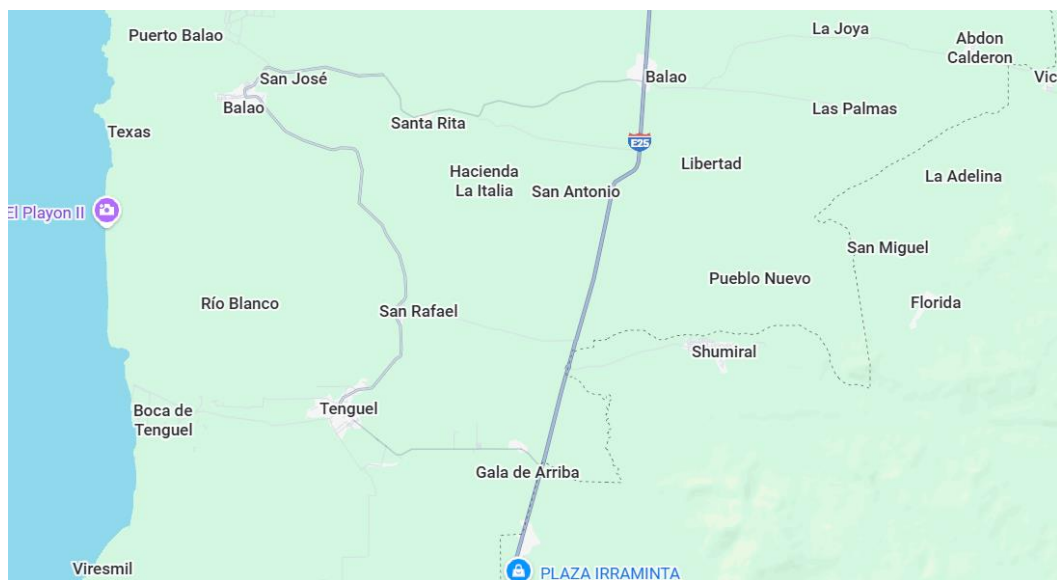 La Joya
Puerto Balao
Abdon
Calderon
San José
Balao
Vic
Balao
Las Palmas
Santa Rita
Texas
E25
Libertad
Hacienda
La Italia
San Antonio
La Adelina
El Playon II
San Miguel
Pueblo Nuevo
Río Blanco
Florida
San Rafael
Shumiral
Boca de
Tenguel
Tenguel
Gala de Arriba
Viresmil
PLAZA IRRAMINTA